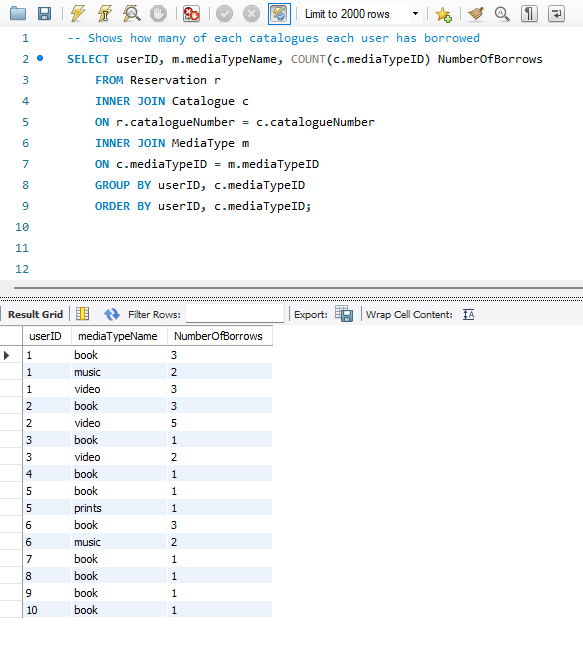 Limit to 2000 rows
1 -- Shows how many of each catalogues each user has borrowed
2 SELECT userID, m.mediaTypeName, COUNT(c.mediaTypeID) NumberOfBorrows
3 FROM Reservation r
4 INNER JOIN Catalogue c
5 ON r.catalogueNumber = c.catalogueNumber
6 INNER JOIN MediaType m
7 ON c.mediaTypeID = m.mediaTypeID
8 GROUP BY userID, c.mediaTypeID
9 ORDER BY userID, c.mediaTypeID;
10
11
12
Result Grid Filter Rows: Export: Wrap Cell Content:
userID mediaTypeName NumberOfBorrows
1 book 3
1 music 2
1 video 3
2 book 3
2 video 5
3 book 1
3 video 2
4 book 1
5 book 1
5 prints 1
6 book 3
6 music 2
7 book 1
8 book 1
9 book 1
10 book 1